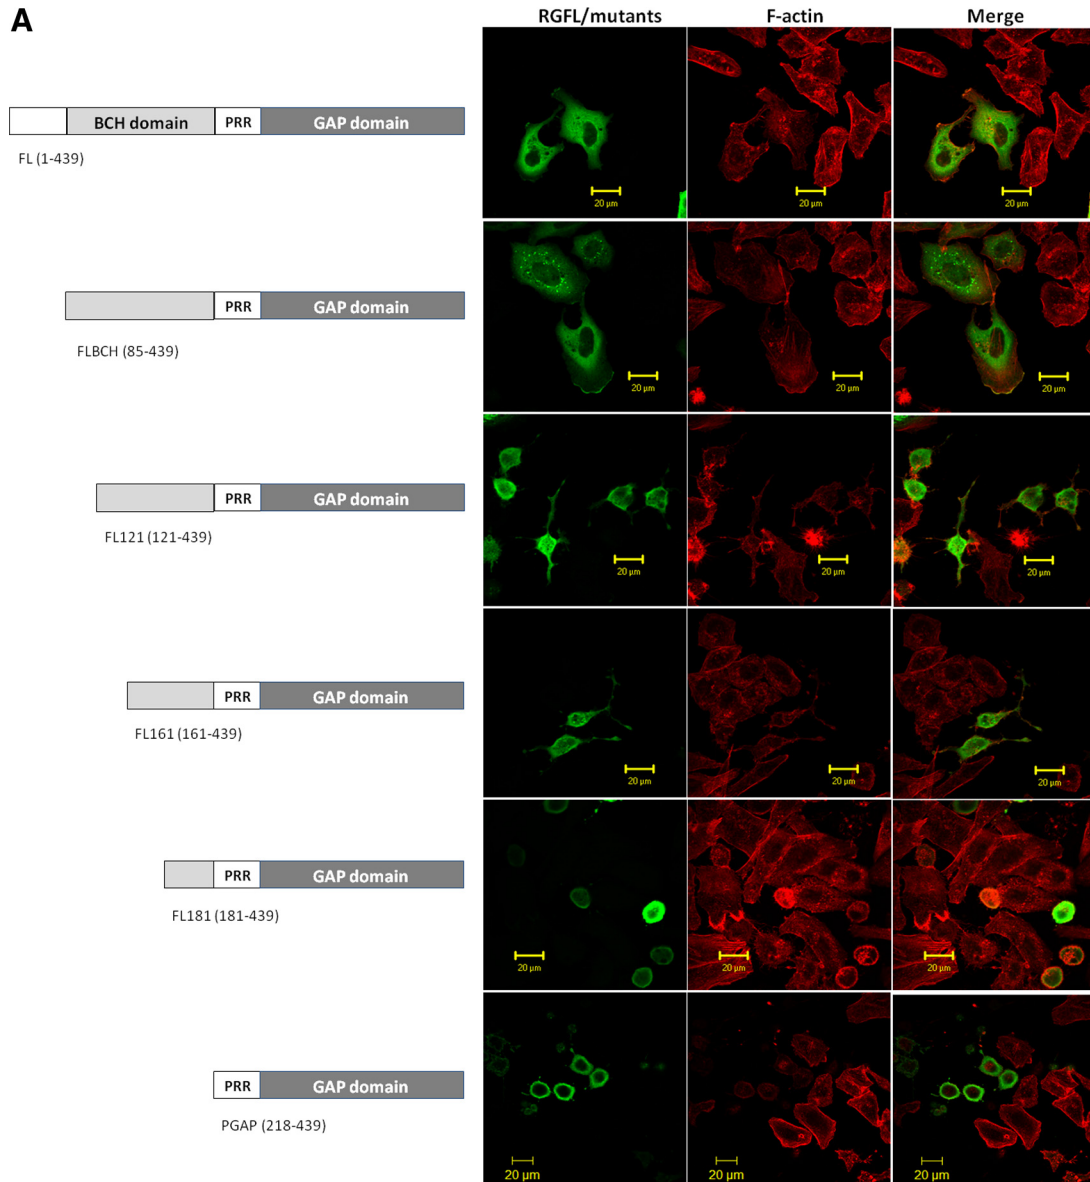 A
RGFL/mutants F-actin Merge
BCH domain PRR GAP domain
FL (1-439)
20 µm 20 µm 20 µm
PRR GAP domain
FLBCH (85-439)
20 µm 20 µm 20 µm
PRR GAP domain
FL121 (121-439)
20 µm 20 µm 20 µm
PRR GAP domain
FL161 (161-439)
20 µm 20 µm 20 µm
PRR GAP domain
FL181 (181-439)
20 µm 20 µm 20 µm
PRR GAP domain
PGAP (218-439)
20 µm 20 µm 20 µm